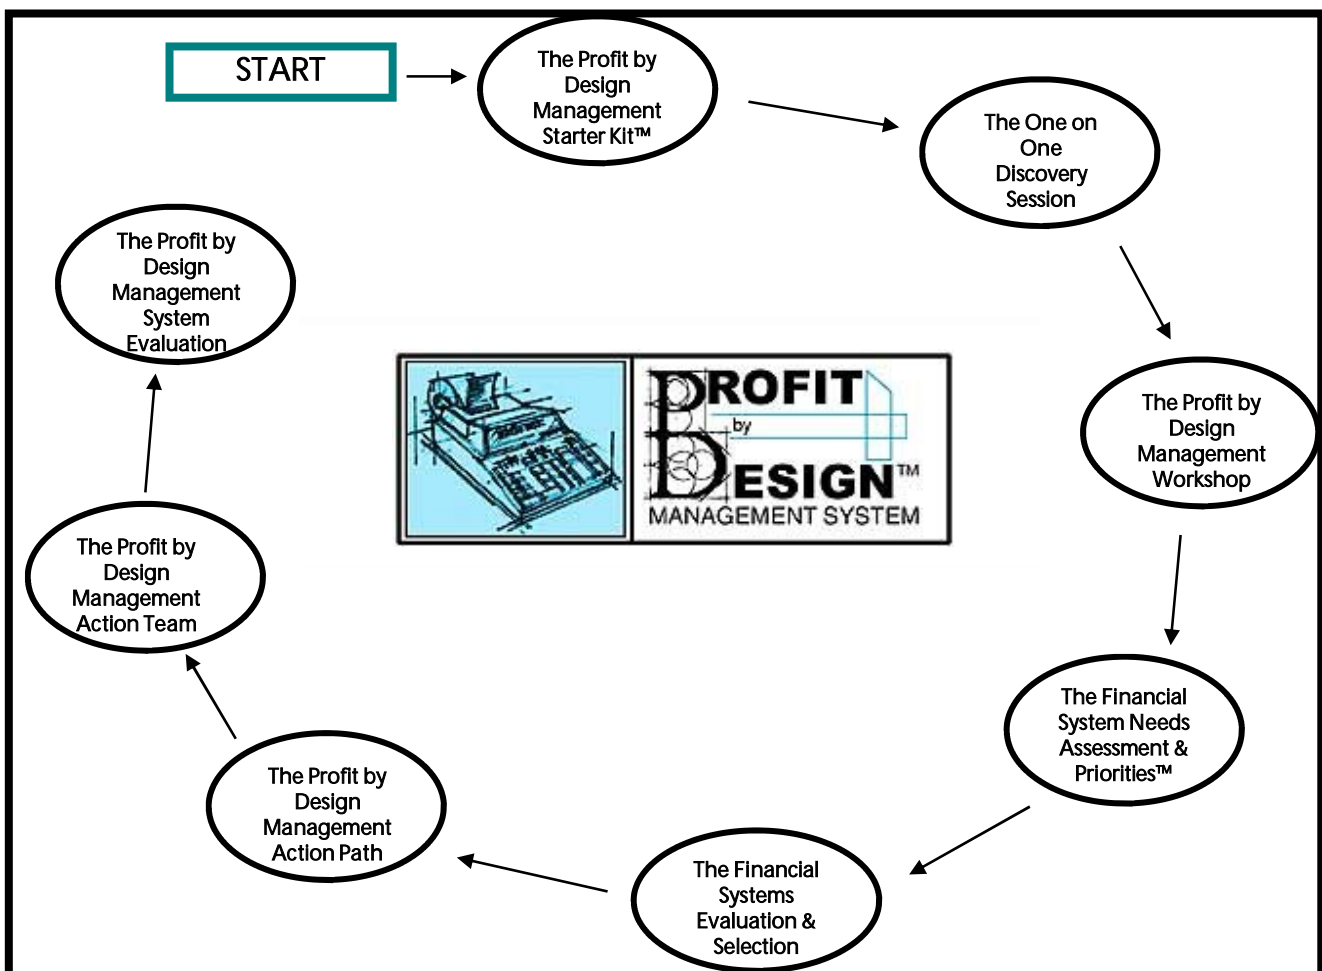 START
The Profit by
Design
Management
Starter Kit™
The One on
One
Discovery
Session
The Profit by
Design
Management
Workshop
The Financial
System Needs
Assessment &
Priorities™
The Financial
Systems
Evaluation &
Selection
The Profit by
Design
Management
Action Path
The Profit by
Design
Management
Action Team
The Profit by
Design
Management
System
Evaluation
PROFIT
by
DESIGN™
MANAGEMENT SYSTEM